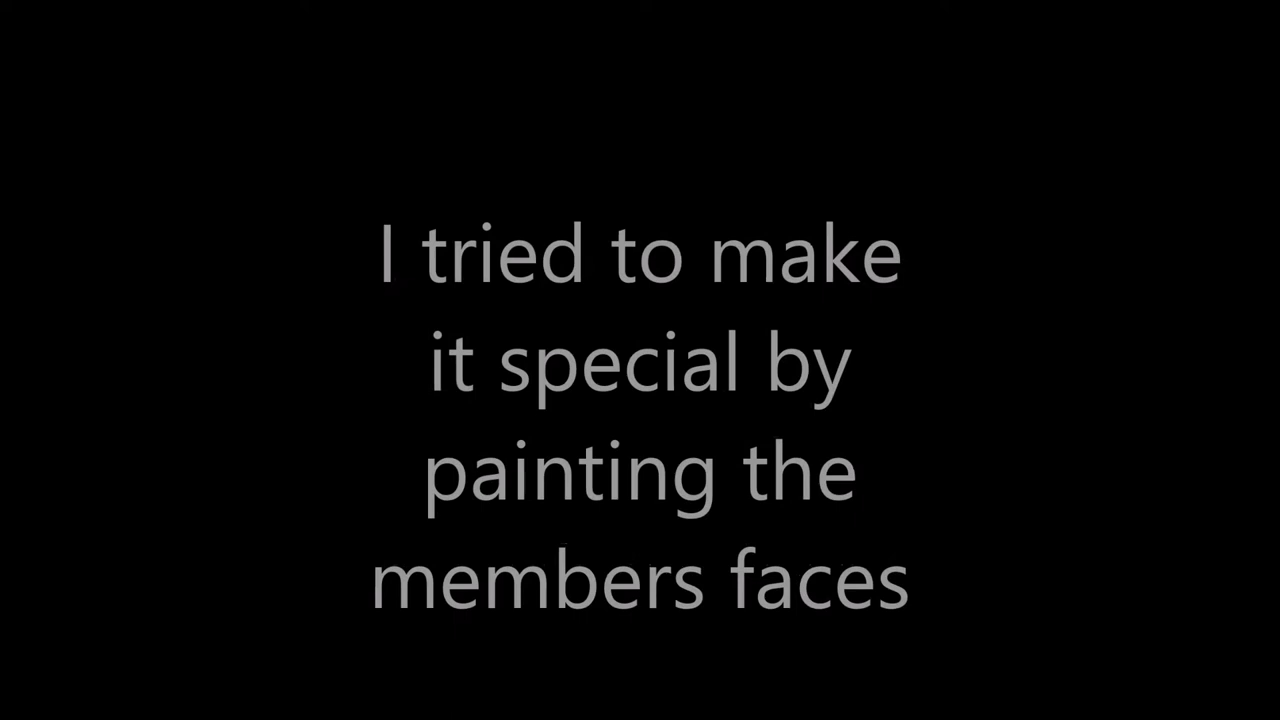 I tried to make
it special by
painting the
members faces